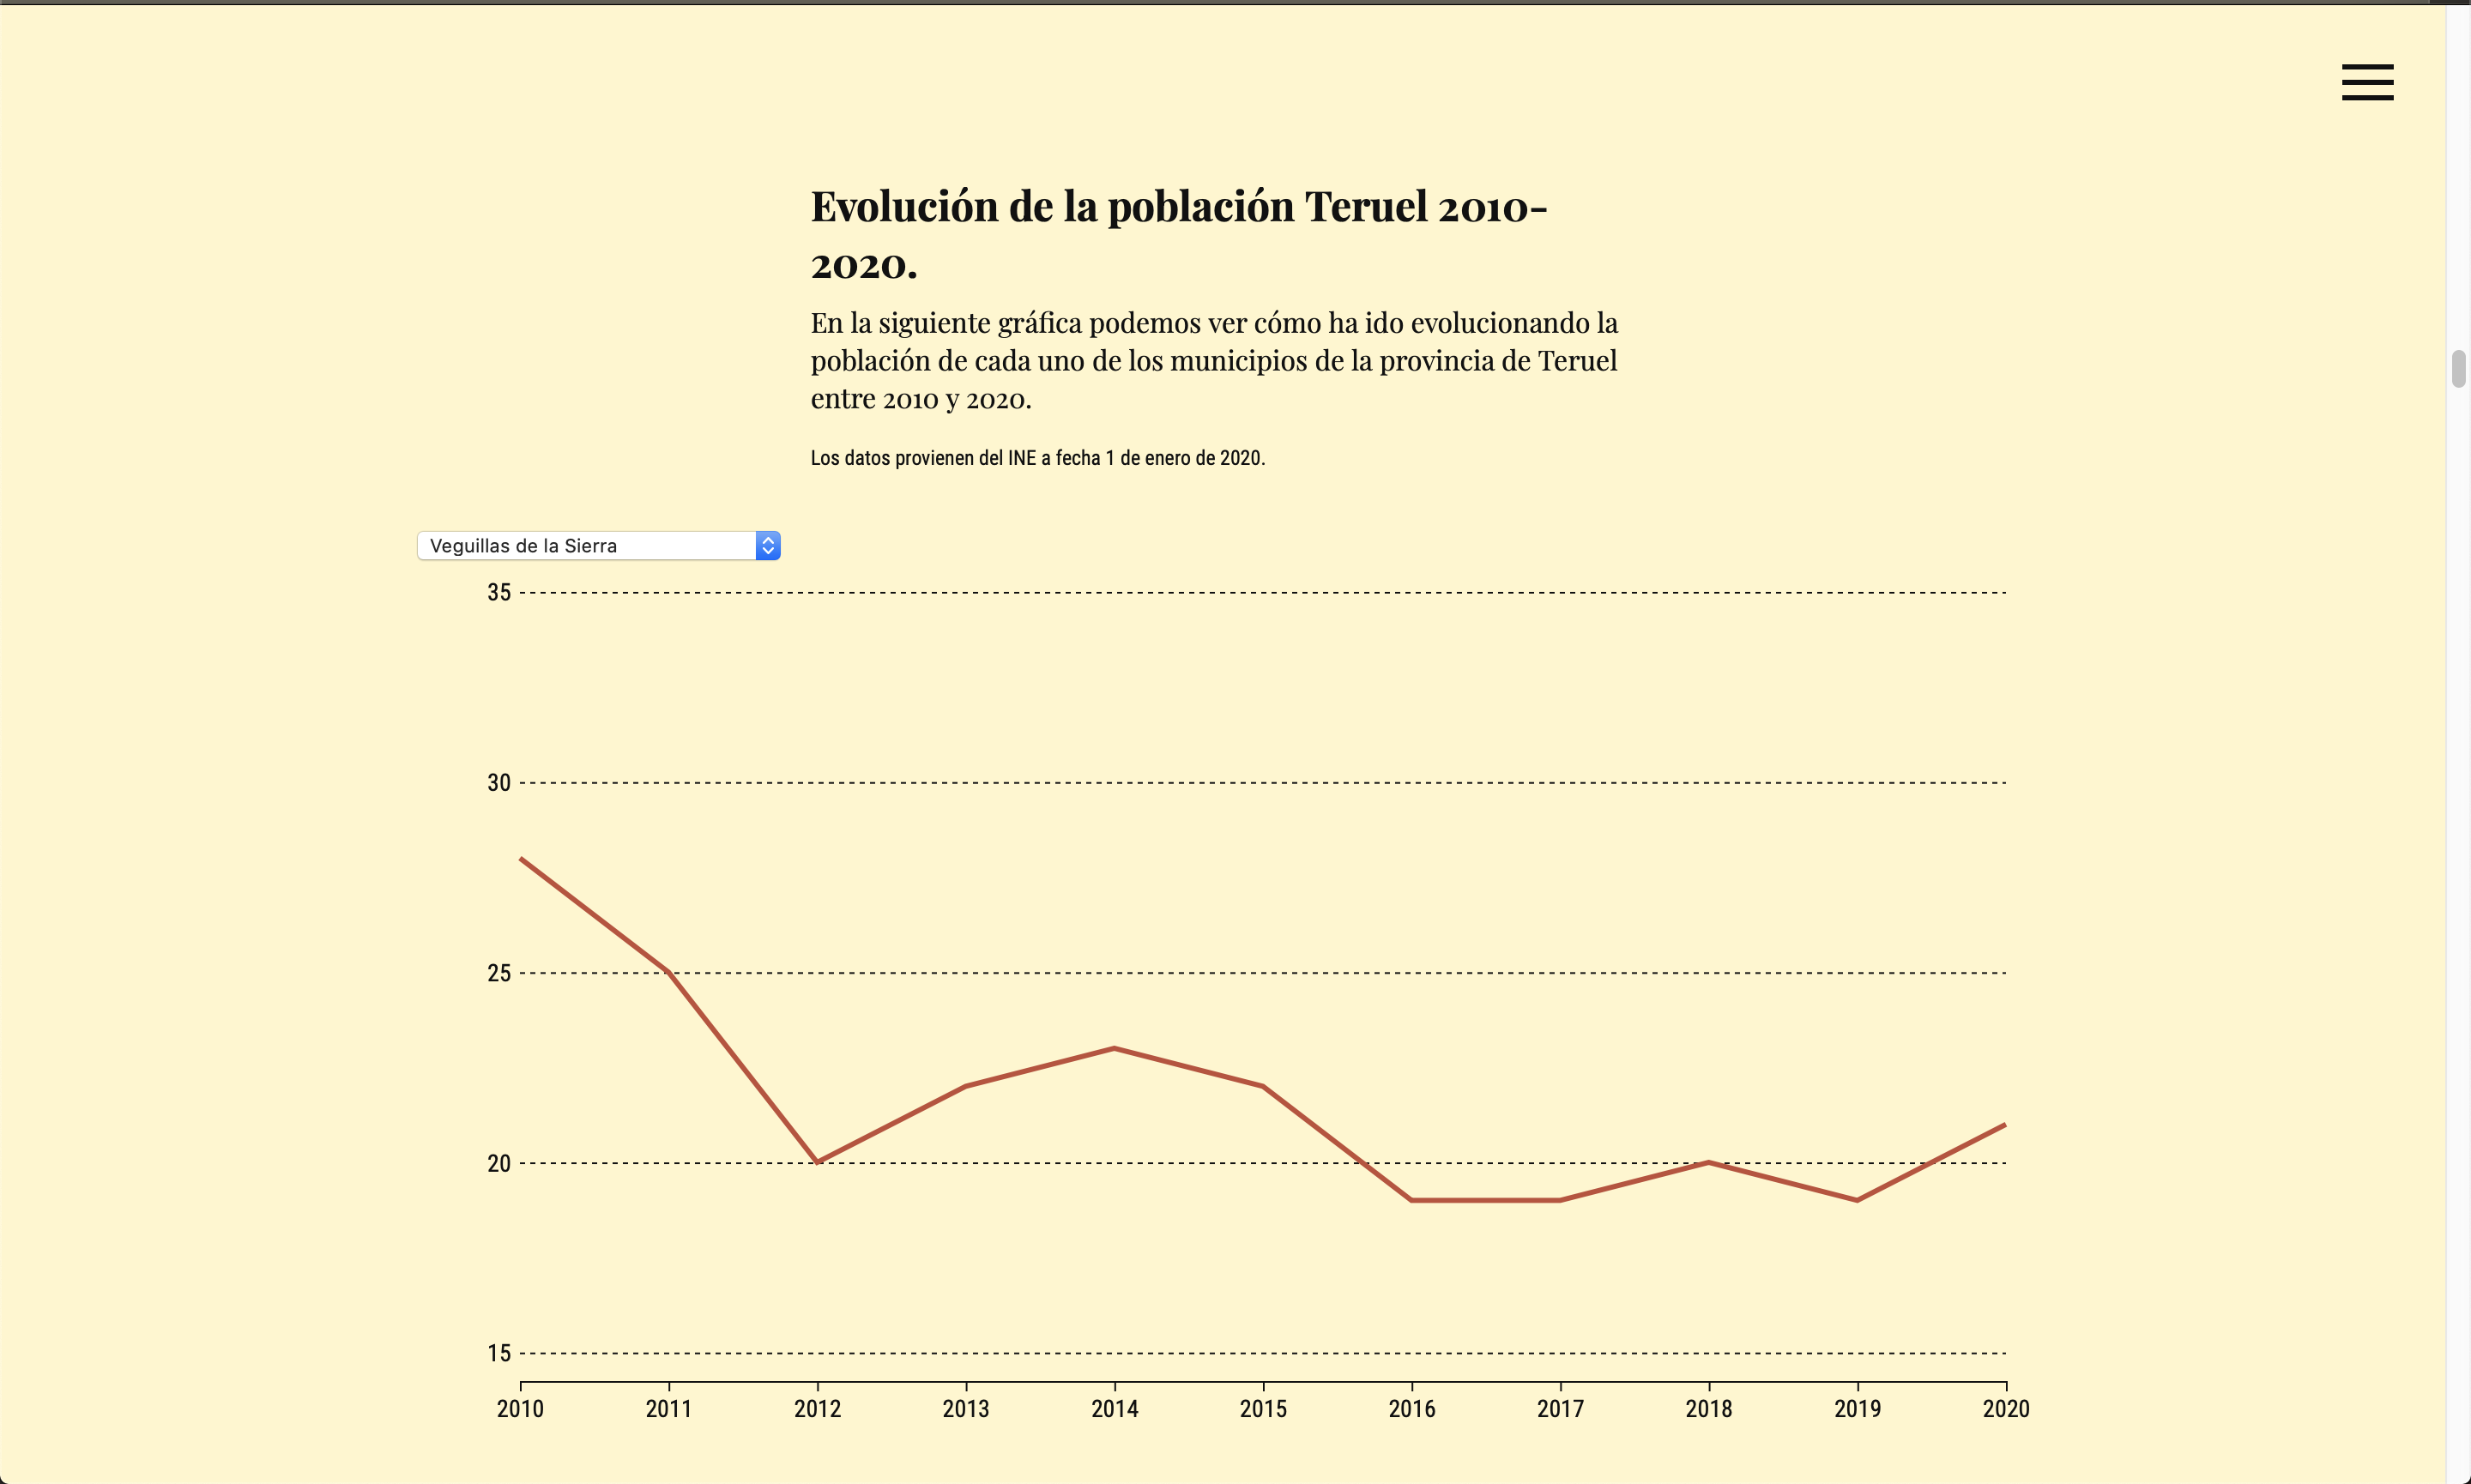 Evolución de la población Teruel 2010-
2020.
En la siguiente gráfica podemos ver cómo ha ido evolucionando la
población de cada uno de los municipios de la provincia de Teruel
entre 2010 y 2020.
Los datos provienen del INE a fecha 1 de enero de 2020.
Veguillas de la Sierra
35
30
25
20
15
2010 2011 2012 2013 2014 2015 2016 2017 2018 2019 2020